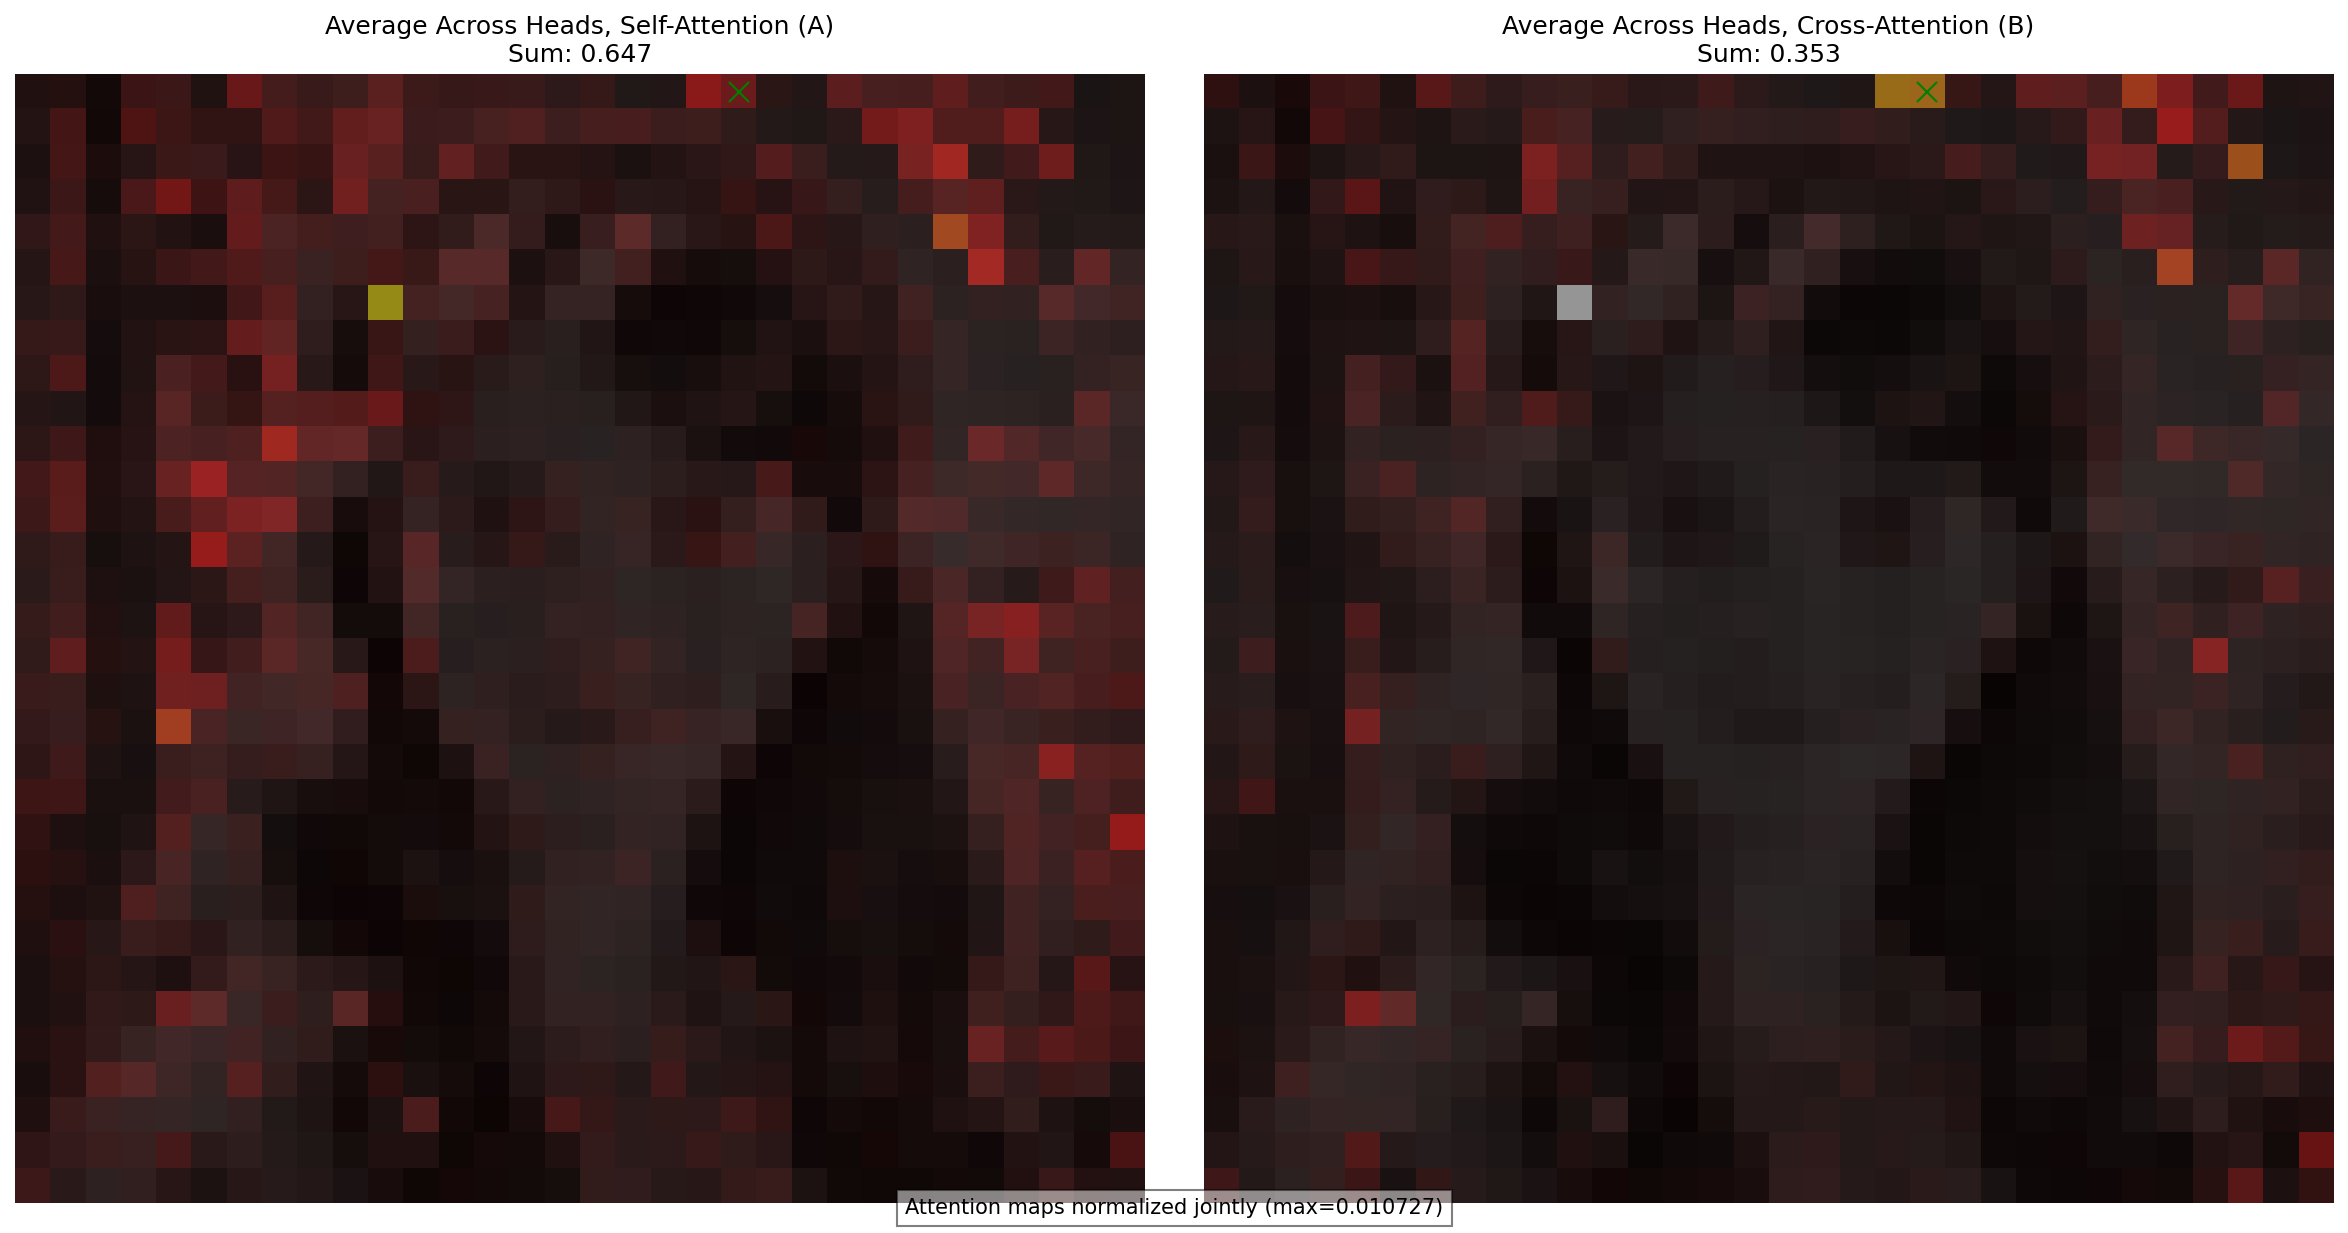 Average Across Heads, Self-Attention (A)
Sum: 0.647
Average Across Heads, Cross-Attention (B)
Sum: 0.353
Attention maps normalized jointly (max=0.010727)